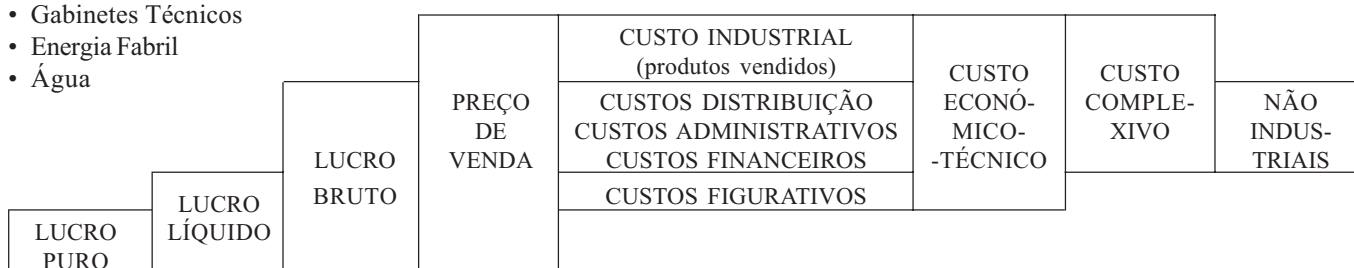 • Gabinetes Técnicos
• Energia Fabril
• Água
LUCRO
PURO
LUCRO
LÍQUIDO
LUCRO
BRUTO
PREÇO
DE
VENDA
CUSTO INDUSTRIAL
(produtos vendidos)
CUSTOS DISTRIBUIÇÃO
CUSTOS ADMINISTRATIVOS
CUSTOS FINANCEIROS
CUSTOS FIGURATIVOS
CUSTO
ECONÓ-
MICO-
-TÉCNICO
CUSTO
COMPLE-
XIVO
NÃO
INDUS-
TRIAIS